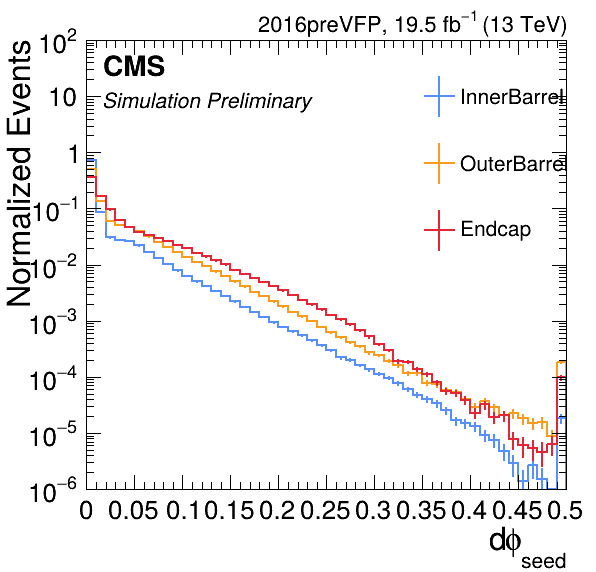 2016preVFP, 19.5 fb⁻¹ (13 TeV)
CMS
Simulation Preliminary
InnerBarrel
OuterBarrel
Endcap
Normalized Events
10²
10
1
10⁻¹
10⁻²
10⁻³
10⁻⁴
10⁻⁵
10⁻⁶
0 0.05 0.1 0.15 0.2 0.25 0.3 0.35 0.4 0.45 0.5
dϕ_seed